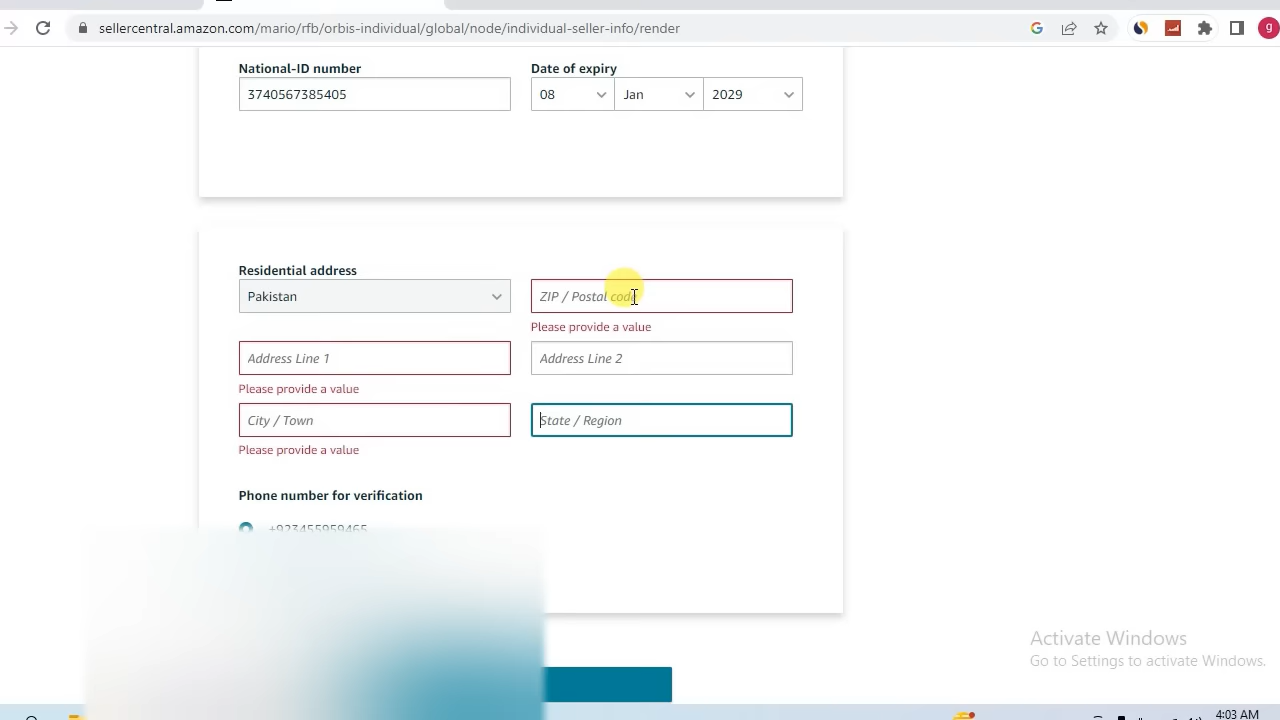 sellercentral.amazon.com/mario/rfb/orbis-individual/global/node/individual-seller-info/render
g
National-ID number
Date of expiry
3740567385405
08
Jan
2029
Residential address
Pakistan
ZIP / Postal code
Please provide a value
Address Line 1
Address Line 2
Please provide a value
City / Town
State / Region
Please provide a value
Phone number for verification
+923455959465
Activate Windows
Go to Settings to activate Windows.
4:03 AM